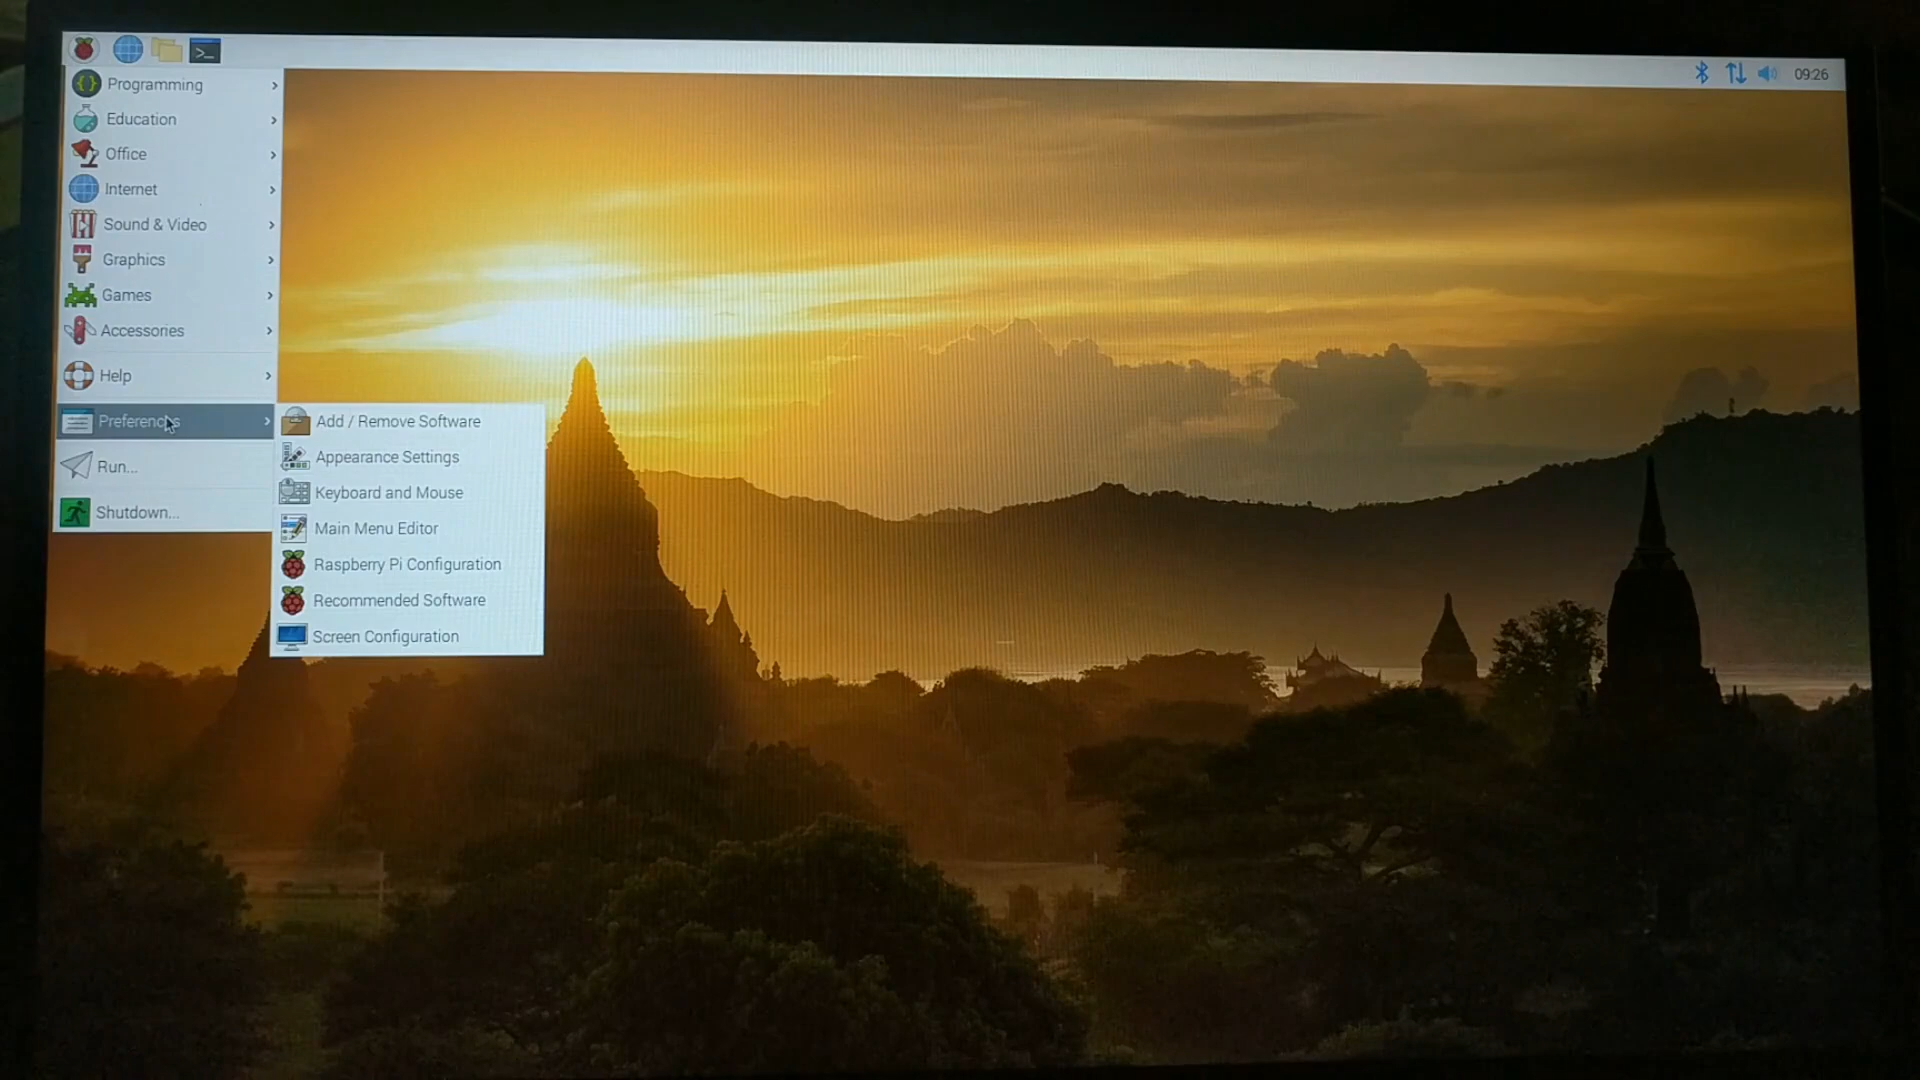 09:26
Programming
Education
Office
Internet
Sound & Video
Graphics
Games
Accessories
Help
Preferences
Run...
Shutdown...
Add / Remove Software
Appearance Settings
Keyboard and Mouse
Main Menu Editor
Raspberry Pi Configuration
Recommended Software
Screen Configuration